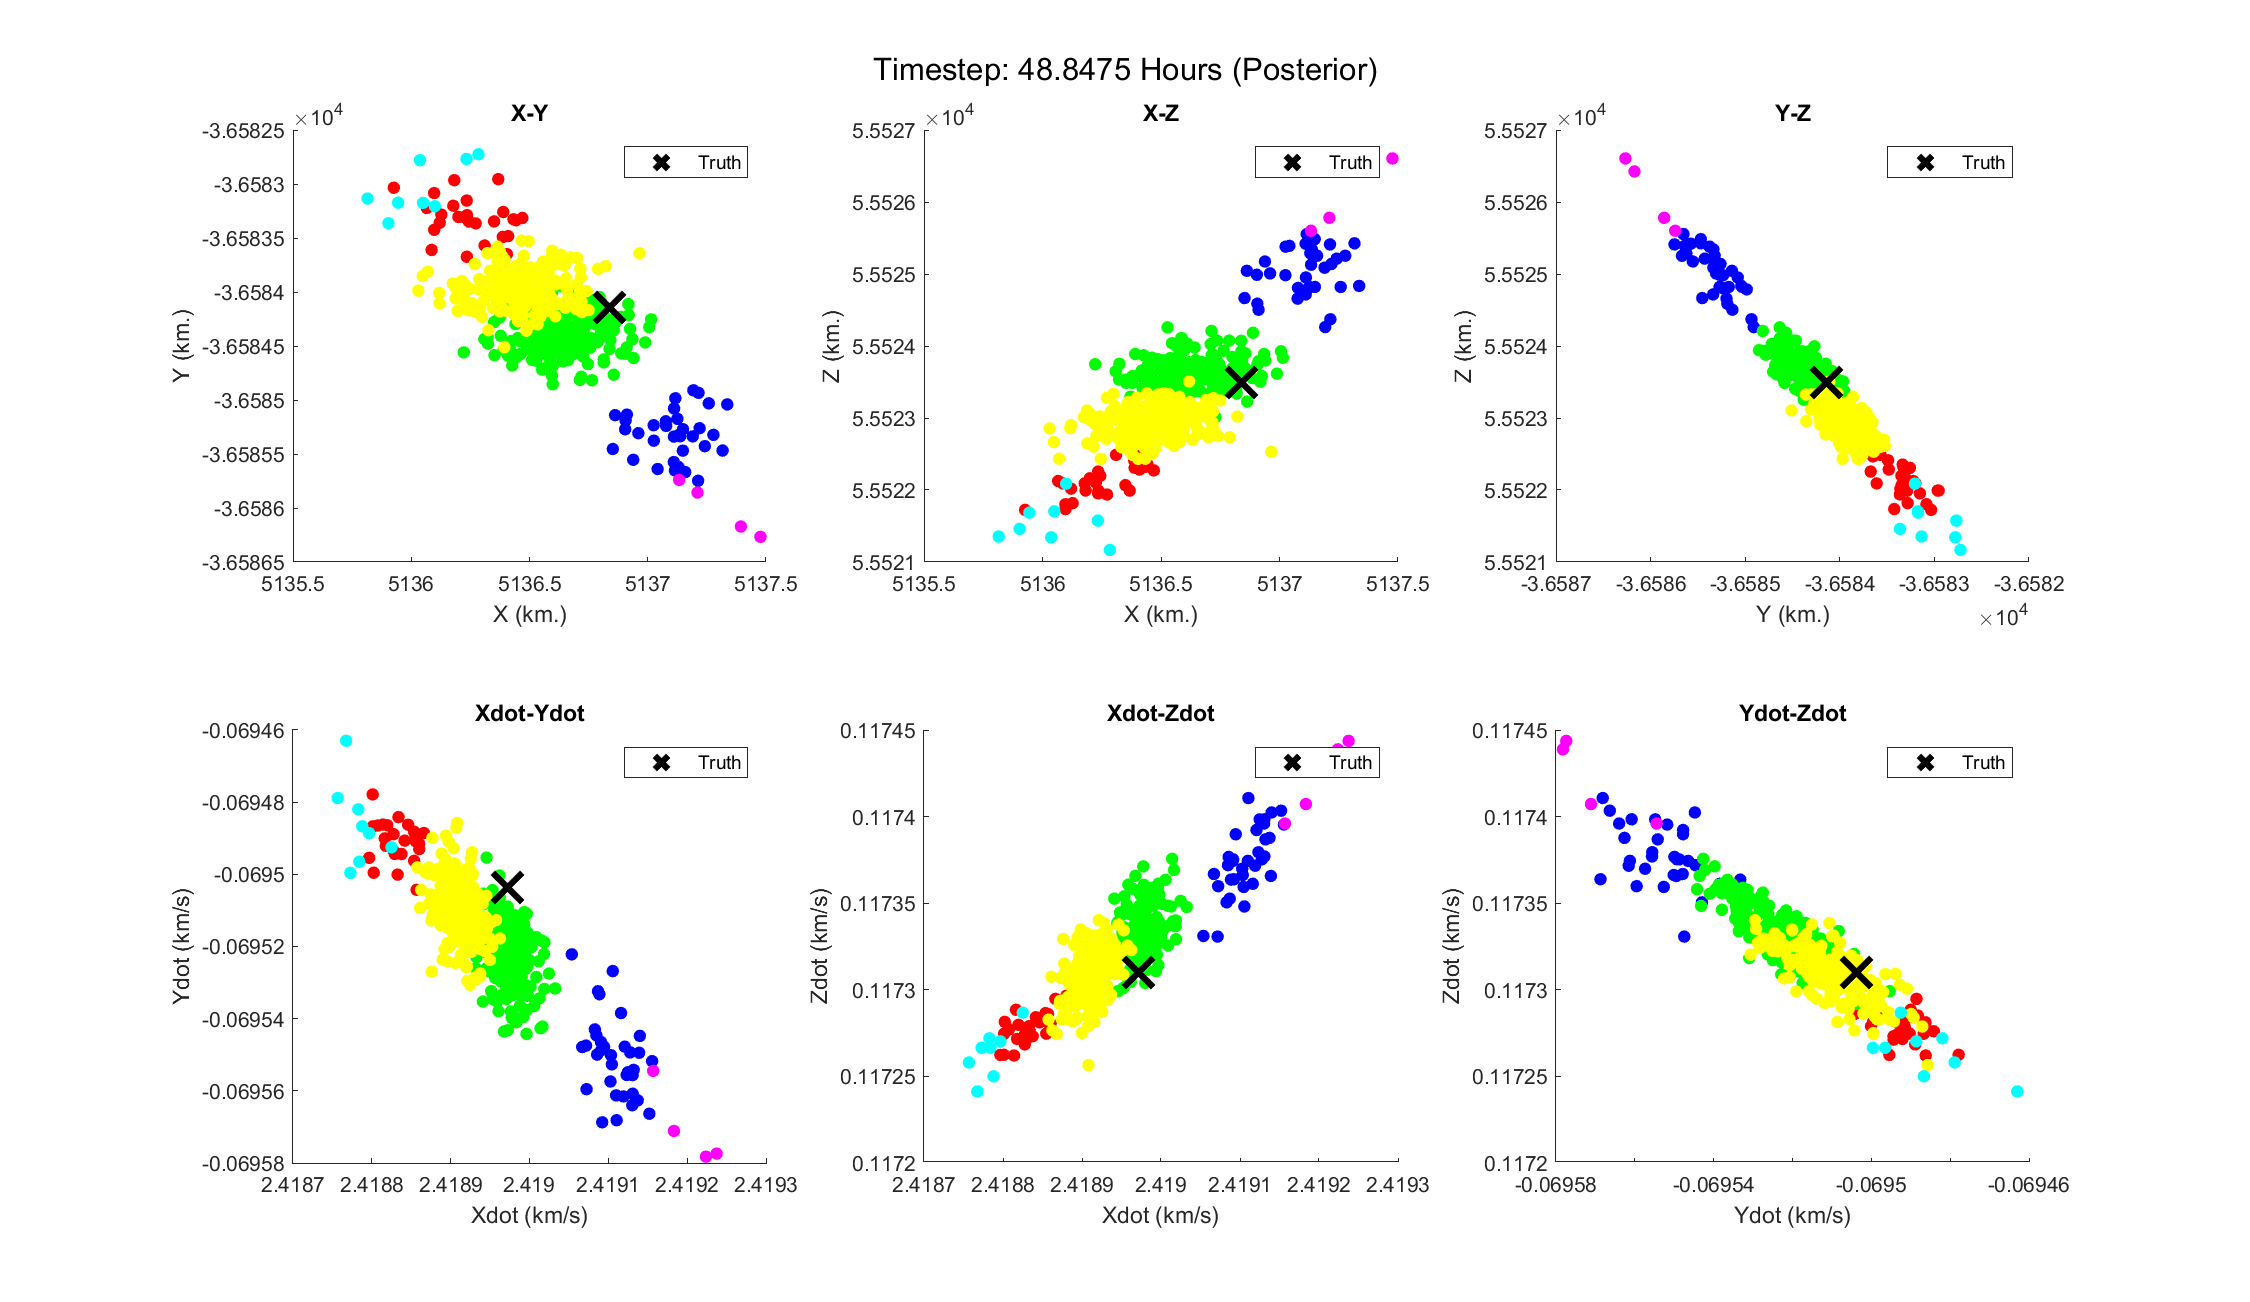 Timestep: 48.8475 Hours (Posterior)
X-Y
×10^4
-3.65825
-3.6583
-3.65835
-3.6584
-3.65845
-3.6585
-3.65855
-3.6586
-3.65865
Y (km.)
Truth
5135.5 5136 5136.5 5137 5137.5
X (km.)
X-Z
×10^4
5.5527
5.5526
5.5525
5.5524
5.5523
5.5522
5.5521
Z (km.)
Truth
5135.5 5136 5136.5 5137 5137.5
X (km.)
Y-Z
×10^4
5.5527
5.5526
5.5525
5.5524
5.5523
5.5522
5.5521
Z (km.)
Truth
-3.6587 -3.6586 -3.6585 -3.6584 -3.6583 -3.6582
Y (km.)
×10^4
Xdot-Ydot
-0.06946
-0.06948
-0.0695
-0.06952
-0.06954
-0.06956
-0.06958
Ydot (km/s)
Truth
2.4187 2.4188 2.4189 2.419 2.4191 2.4192 2.4193
Xdot (km/s)
Xdot-Zdot
0.11745
0.1174
0.11735
0.1173
0.11725
0.1172
Zdot (km/s)
Truth
2.4187 2.4188 2.4189 2.419 2.4191 2.4192 2.4193
Xdot (km/s)
Ydot-Zdot
0.11745
0.1174
0.11735
0.1173
0.11725
0.1172
Zdot (km/s)
Truth
-0.06958 -0.06954 -0.0695 -0.06946
Ydot (km/s)